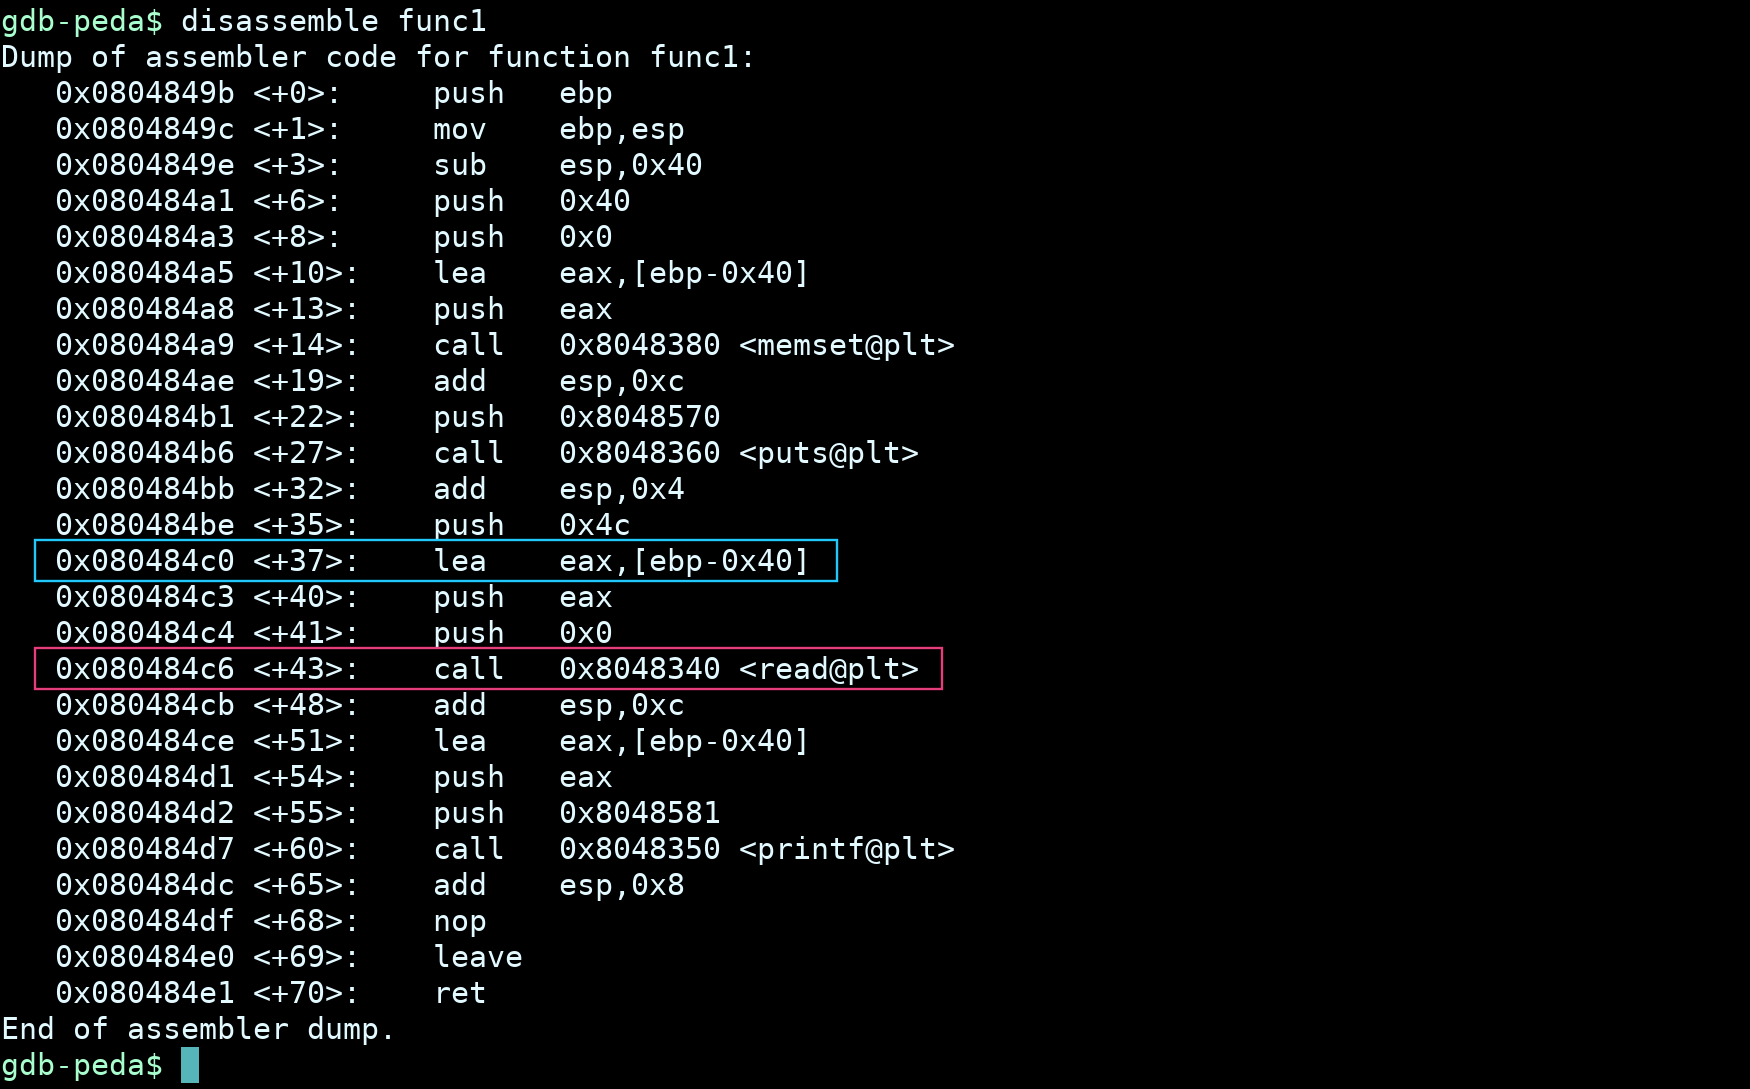 gdb-peda$ disassemble func1
Dump of assembler code for function func1:
   0x0804849b <+0>:     push   ebp
   0x0804849c <+1>:     mov    ebp,esp
   0x0804849e <+3>:     sub    esp,0x40
   0x080484a1 <+6>:     push   0x40
   0x080484a3 <+8>:     push   0x0
   0x080484a5 <+10>:    lea    eax,[ebp-0x40]
   0x080484a8 <+13>:    push   eax
   0x080484a9 <+14>:    call   0x8048380 <memset@plt>
   0x080484ae <+19>:    add    esp,0xc
   0x080484b1 <+22>:    push   0x8048570
   0x080484b6 <+27>:    call   0x8048360 <puts@plt>
   0x080484bb <+32>:    add    esp,0x4
   0x080484be <+35>:    push   0x4c
   0x080484c0 <+37>:    lea    eax,[ebp-0x40]
   0x080484c3 <+40>:    push   eax
   0x080484c4 <+41>:    push   0x0
   0x080484c6 <+43>:    call   0x8048340 <read@plt>
   0x080484cb <+48>:    add    esp,0xc
   0x080484ce <+51>:    lea    eax,[ebp-0x40]
   0x080484d1 <+54>:    push   eax
   0x080484d2 <+55>:    push   0x8048581
   0x080484d7 <+60>:    call   0x8048350 <printf@plt>
   0x080484dc <+65>:    add    esp,0x8
   0x080484df <+68>:    nop
   0x080484e0 <+69>:    leave
   0x080484e1 <+70>:    ret
End of assembler dump.
gdb-peda$